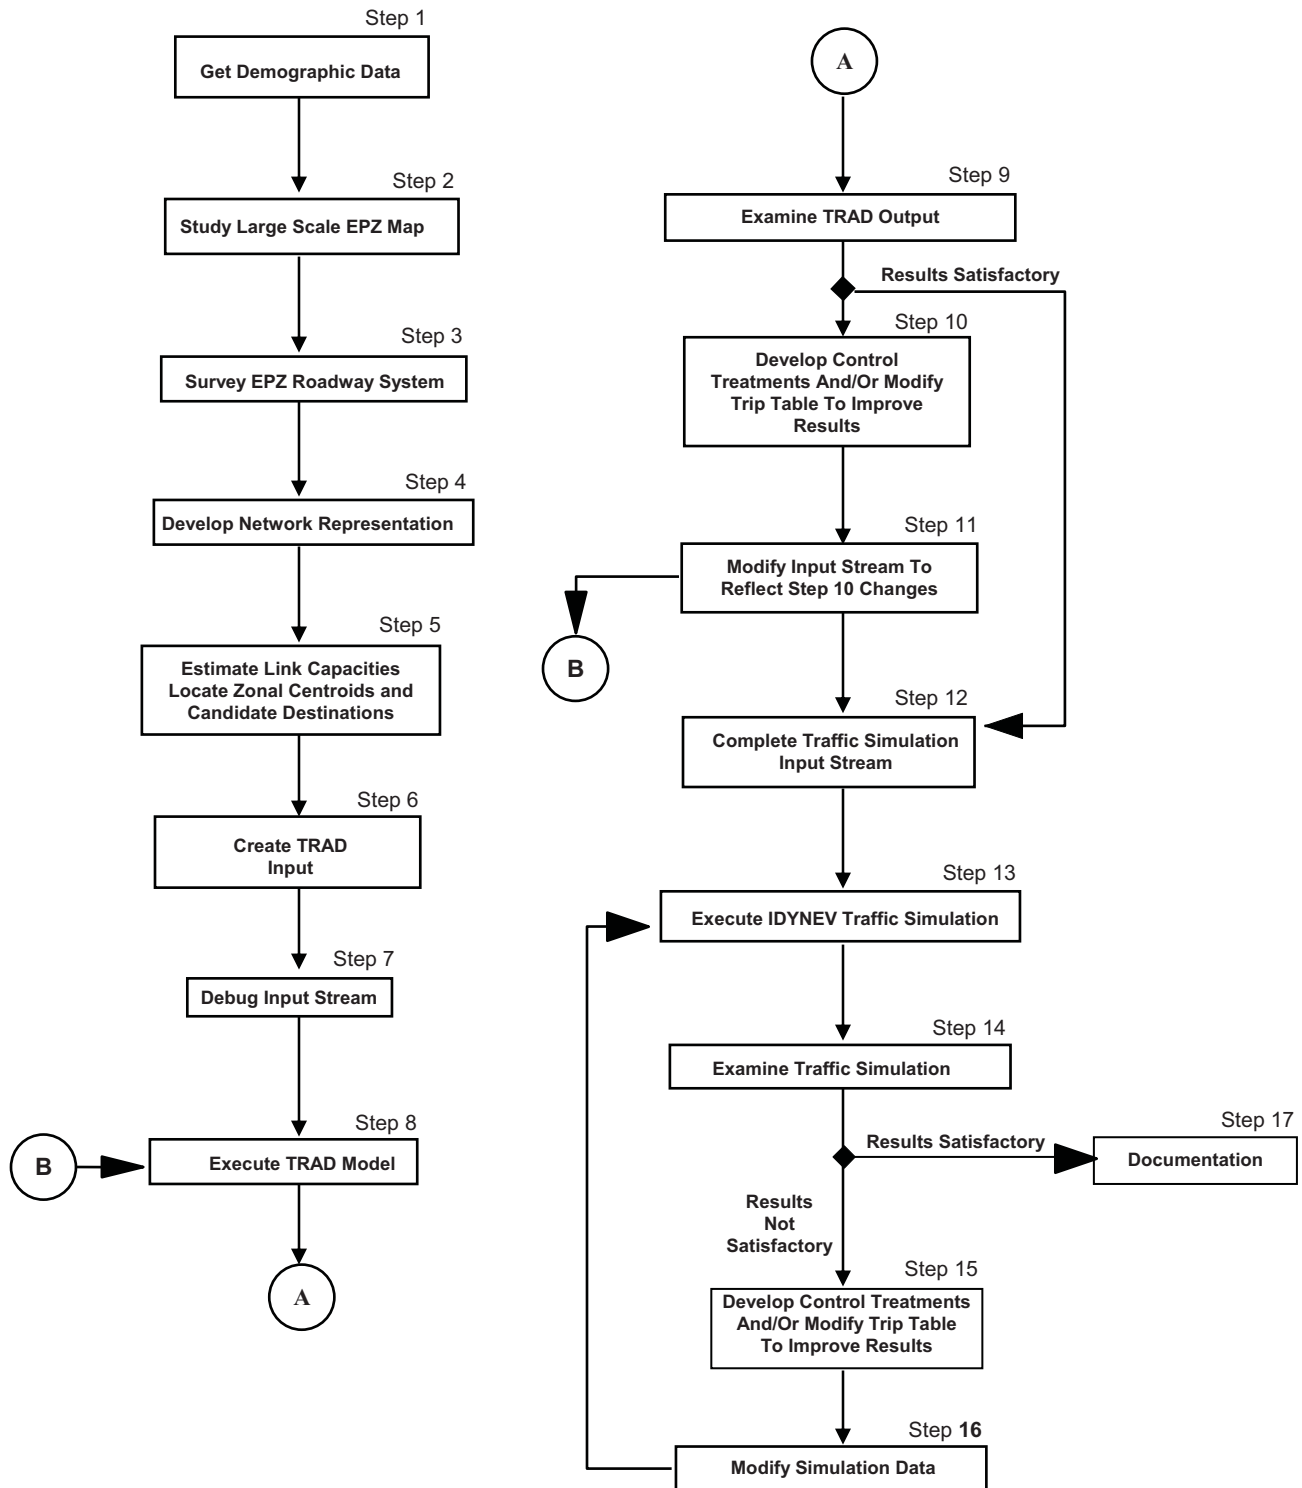 Step 1
Get Demographic Data
Step 2
Study Large Scale EPZ Map
Step 3
Survey EPZ Roadway System
Step 4
Develop Network Representation
Step 5
Estimate Link Capacities
Locate Zonal Centroids and
Candidate Destinations
Step 6
Create TRAD
Input
Step 7
Debug Input Stream
Step 8
B
Execute TRAD Model
A
A
Step 9
Examine TRAD Output
Results Satisfactory
Step 10
Develop Control
Treatments And/Or Modify
Trip Table To Improve
Results
Step 11
Modify Input Stream To
Reflect Step 10 Changes
B
Step 12
Complete Traffic Simulation
Input Stream
Step 13
Execute IDYNEV Traffic Simulation
Step 14
Examine Traffic Simulation
Results Satisfactory
Step 17
Documentation
Results
Not
Satisfactory
Step 15
Develop Control Treatments
And/Or Modify Trip Table
To Improve Results
Step 16
Modify Simulation Data